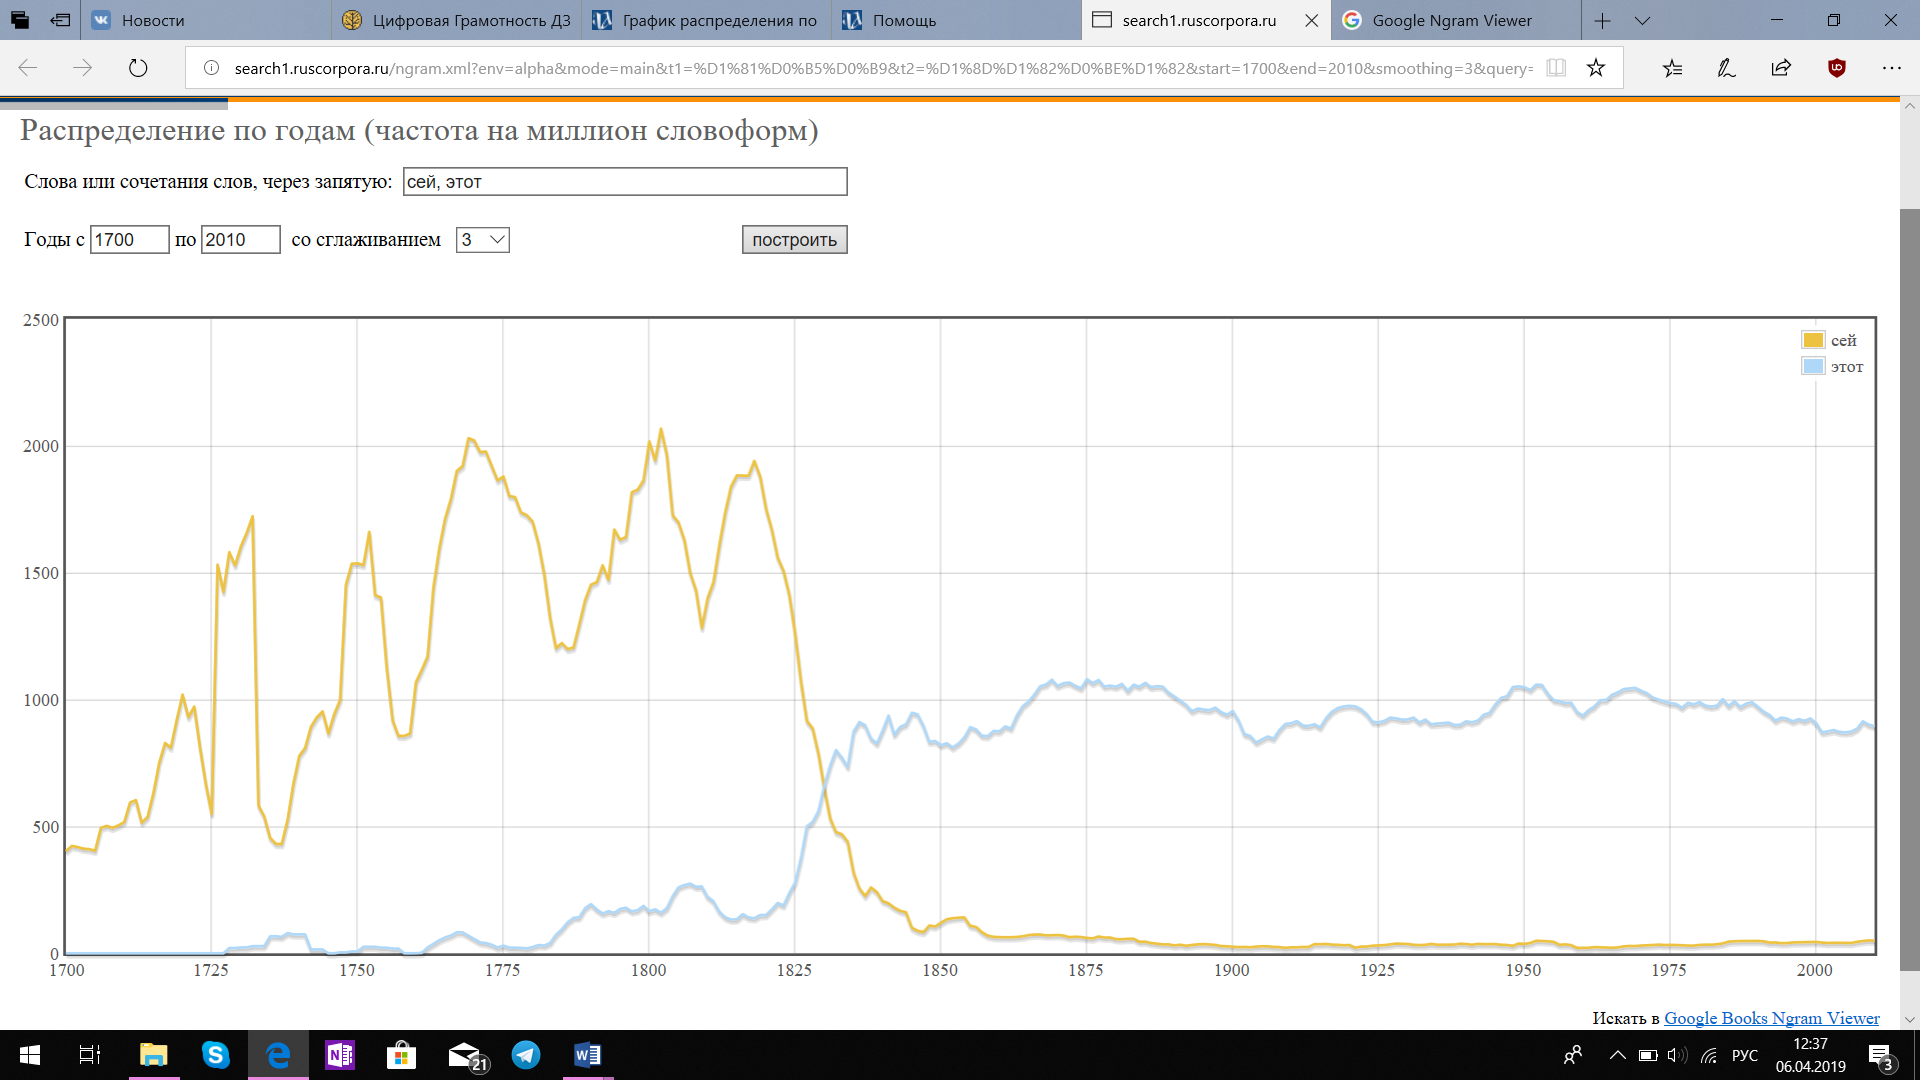 Новости
Цифровая Грамотность ДЗ
График распределения по
Помощь
search1.ruscorpora.ru
Google Ngram Viewer
search1.ruscorpora.ru/ngram.xml?env=alpha&mode=main&t1=%D1%81%D0%B5%D0%B9&t2=%D1%8D%D1%82%D0%BE%D1%82&start=1700&end=2010&smoothing=3&query=
Распределение по годам (частота на миллион словоформ)
Слова или сочетания слов, через запятую: сей, этот
Годы с 1700 по 2010 со сглаживанием 3 построить
2500
2000
1500
1000
500
0
сей
этот
1700 1725 1750 1775 1800 1825 1850 1875 1900 1925 1950 1975 2000
Искать в Google Books Ngram Viewer
21
РУС
12:37
06.04.2019
3